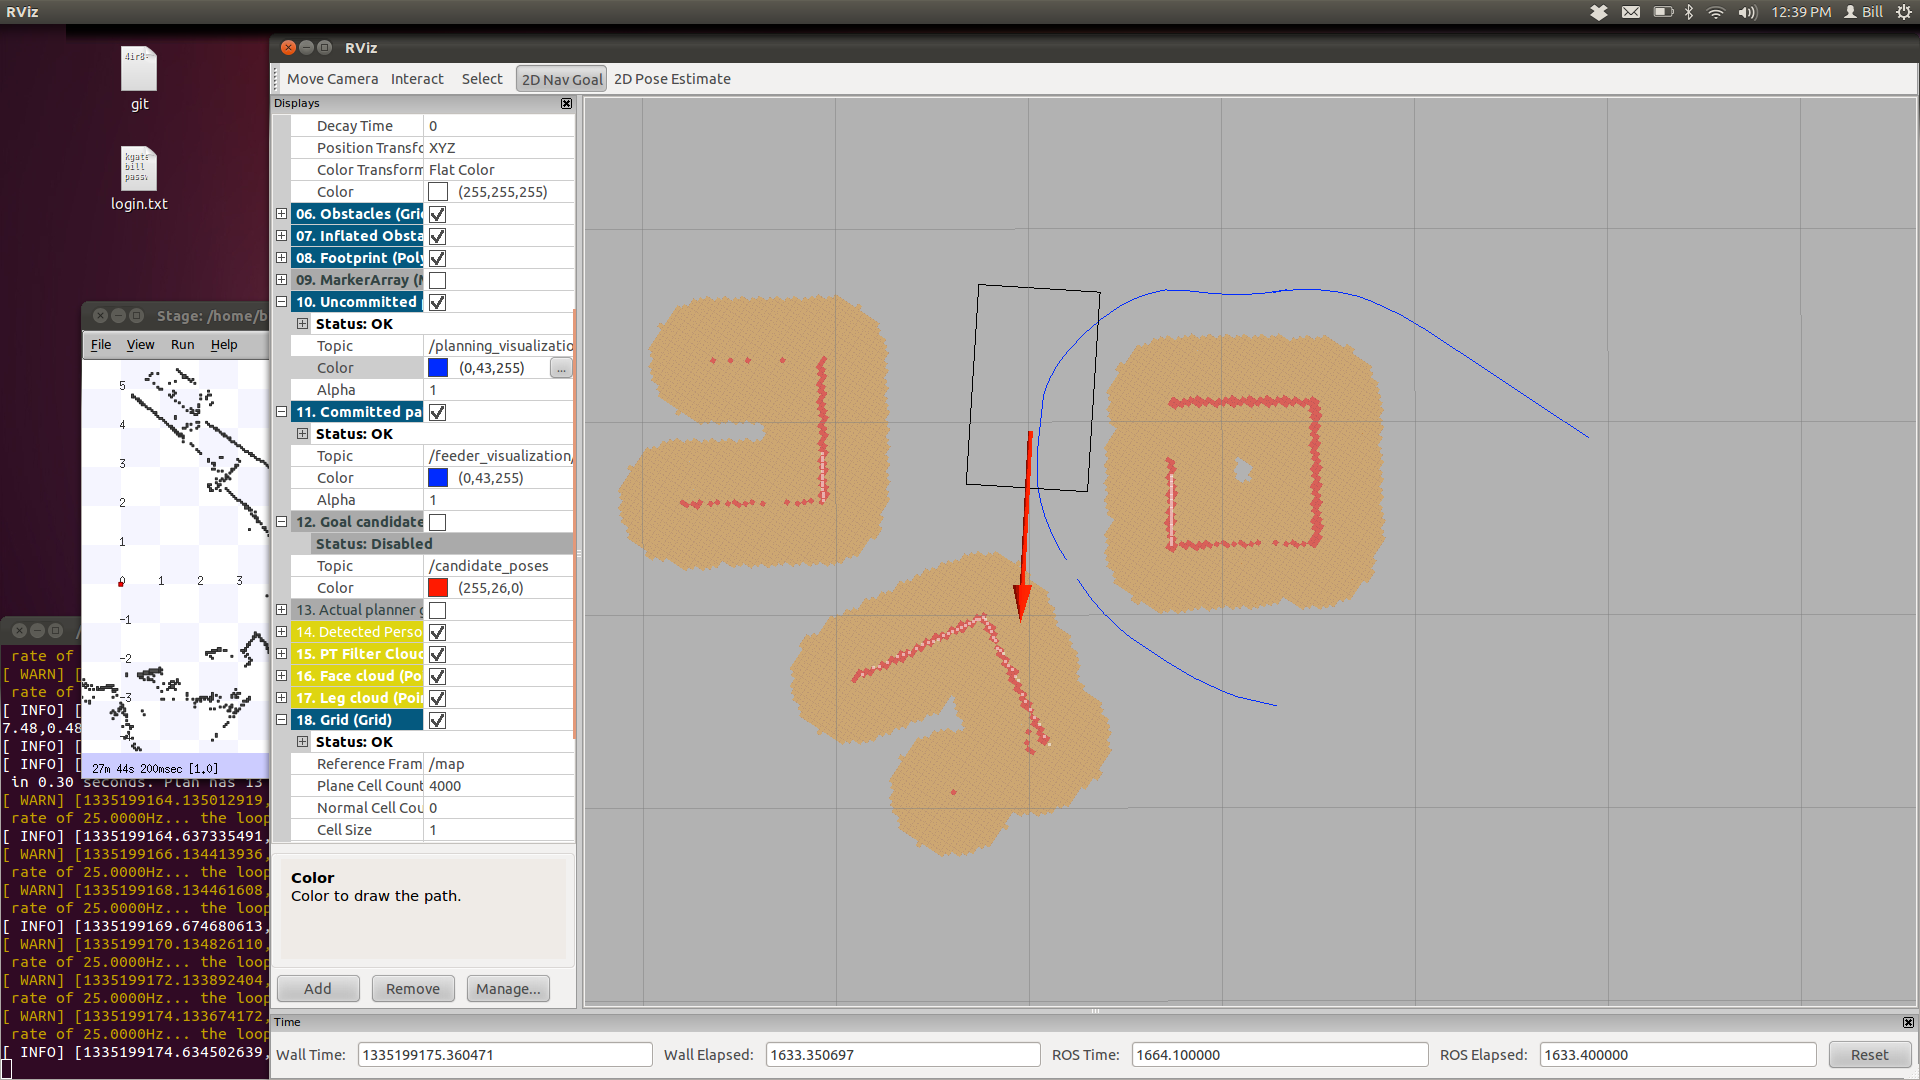 RViz
12:39 PM
Bill
git
login.txt
RViz
Move Camera
Interact
Select
2D Nav Goal
2D Pose Estimate
Displays
Decay Time 0
Position Transfo XYZ
Color Transform Flat Color
Color (255,255,255)
06. Obstacles (Gri
07. Inflated Obsta
08. Footprint (Poly
09. MarkerArray (
10. Uncommitted
Status: OK
Topic /planning_visualizatio
Color (0,43,255) ...
Alpha 1
11. Committed pa
Status: OK
Topic /feeder_visualization/
Color (0,43,255)
Alpha 1
12. Goal candidate
Status: Disabled
Topic /candidate_poses
Color (255,26,0)
13. Actual planner
14. Detected Perso
15. PT Filter Clou
16. Face cloud (Po
17. Leg cloud (Poi
18. Grid (Grid)
Status: OK
Reference Fram /map
Plane Cell Count 4000
Normal Cell Cou 0
Cell Size 1
Color
Color to draw the path.
Add
Remove
Manage...
Time
Wall Time: 1335199175.360471
Wall Elapsed: 1633.350697
ROS Time: 1664.100000
ROS Elapsed: 1633.400000
Reset
Stage: /home/b
File View Run Help
5
4
3
2
1
0 1 2 3
-1
-2
-3
27m 44s 200msec [1.0]
rate of
[ WARN] [
rate of
[ INFO] [
7.48,0.48
[ INFO] [
[ INFO] [
in 0.30 seconds. Plan has 13
[ WARN] [1335199164.135012919,
rate of 25.0000Hz... the loop
[ INFO] [1335199164.637335491,
[ WARN] [1335199166.134413936,
rate of 25.0000Hz... the loop
[ WARN] [1335199168.134461608,
rate of 25.0000Hz... the loop
[ INFO] [1335199169.674680613,
[ WARN] [1335199170.134826110,
rate of 25.0000Hz... the loop
[ WARN] [1335199172.133892404,
rate of 25.0000Hz... the loop
[ WARN] [1335199174.133674172,
rate of 25.0000Hz... the loop
[ INFO] [1335199174.634502639,